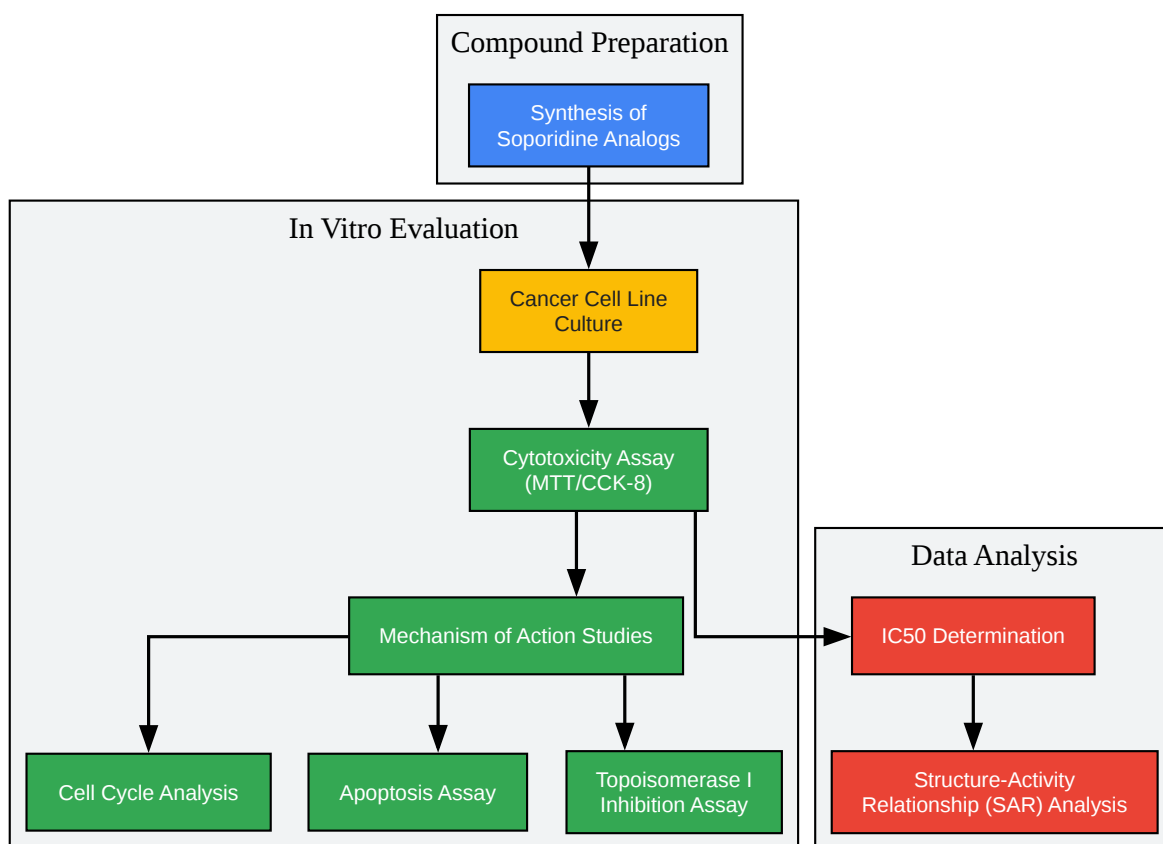 Compound Preparation
Synthesis of
Soporidine Analogs
In Vitro Evaluation
Cancer Cell Line
Culture
Cytotoxicity Assay
(MTT/CCK-8)
Mechanism of Action Studies
Cell Cycle Analysis
Apoptosis Assay
Topoisomerase I
Inhibition Assay
Data Analysis
IC50 Determination
Structure-Activity
Relationship (SAR) Analysis